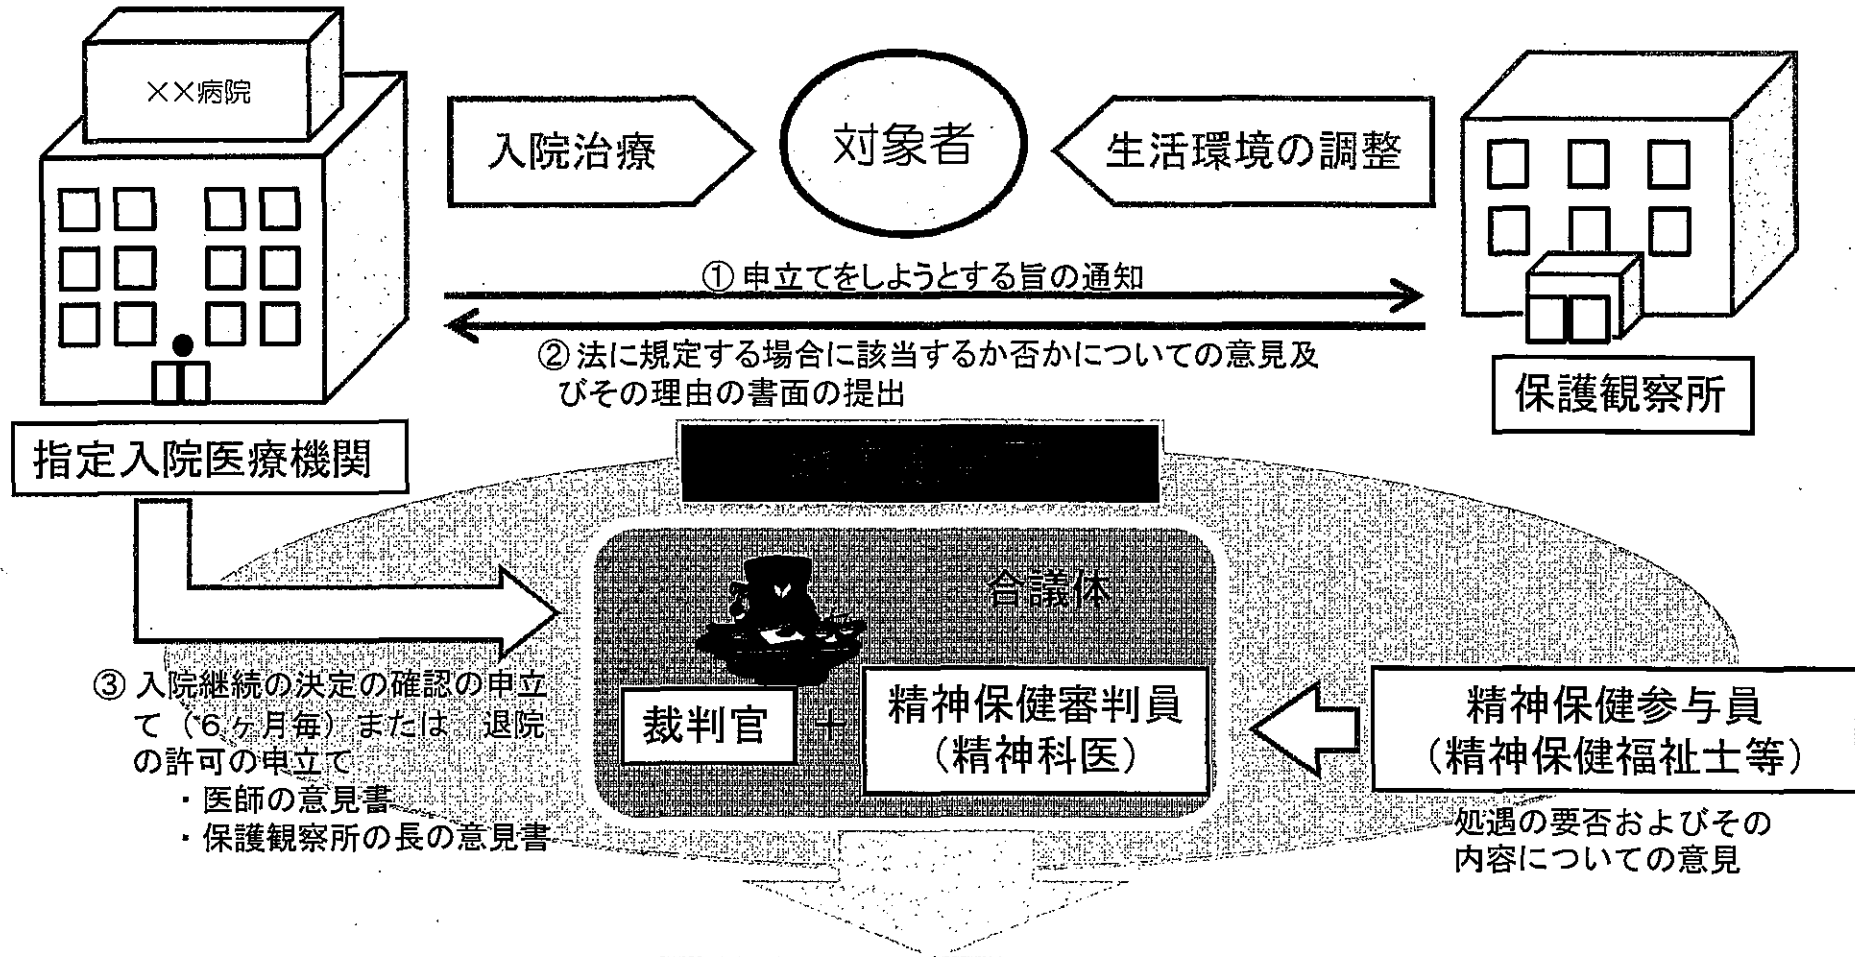 ××病院
入院治療
対象者
生活環境の調整
① 申立てをしようとする旨の通知
② 法に規定する場合に該当するか否かについての意見及
びその理由の書面の提出
保護観察所
指定入院医療機関
合議体
③ 入院継続の決定の確認の申立
て（6ヶ月毎）または　退院
の許可の申立て
・医師の意見書
・保護観察所の長の意見書
裁判官
+
精神保健審判員
（精神科医）
精神保健参与員
（精神保健福祉士等）
処遇の要否およびその
内容についての意見